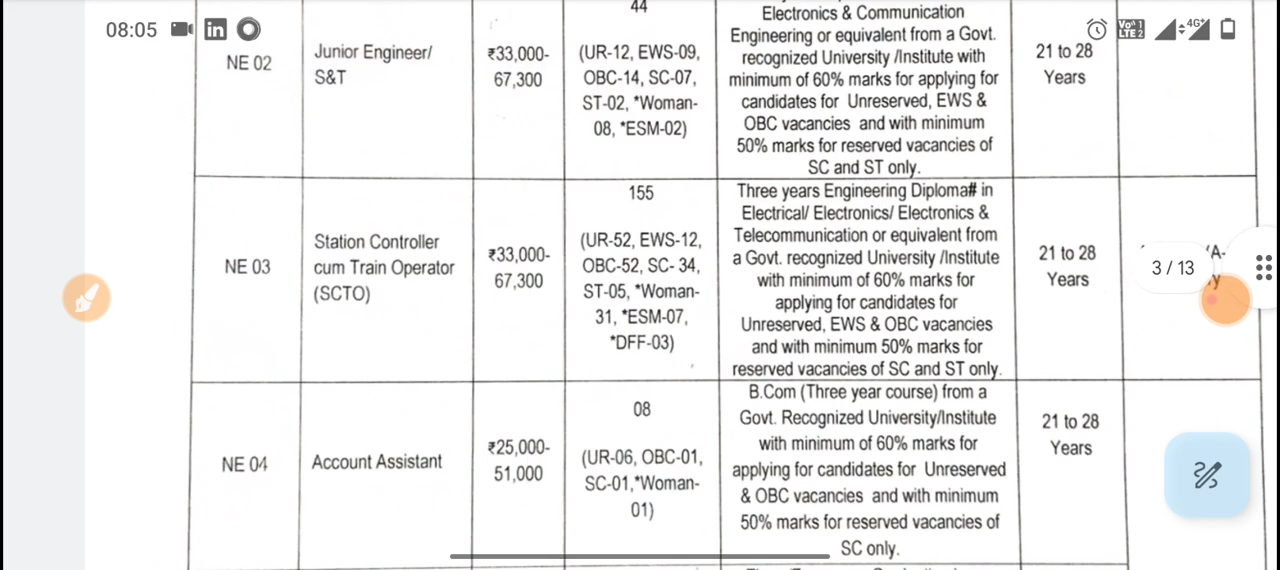 08:05
in
Vo)) 1
LTE 2
4G+
44
Electronics & Communication
Engineering or equivalent from a Govt.
recognized University /Institute with
minimum of 60% marks for applying for
candidates for Unreserved, EWS &
OBC vacancies and with minimum
50% marks for reserved vacancies of
SC and ST only.
NE 02
Junior Engineer/
S&T
₹33,000-
67,300
(UR-12, EWS-09,
OBC-14, SC-07,
ST-02, *Woman-
08, *ESM-02)
21 to 28
Years
NE 03
Station Controller
cum Train Operator
(SCTO)
₹33,000-
67,300
155
(UR-52, EWS-12,
OBC-52, SC- 34,
ST-05, *Woman-
31, *ESM-07,
*DFF-03)
Three years Engineering Diploma# in
Electrical/ Electronics/ Electronics &
Telecommunication or equivalent from
a Govt. recognized University /Institute
with minimum of 60% marks for
applying for candidates for
Unreserved, EWS & OBC vacancies
and with minimum 50% marks for
reserved vacancies of SC and ST only.
21 to 28
Years
3 / 13
NE 04
Account Assistant
₹25,000-
51,000
08
(UR-06, OBC-01,
SC-01,*Woman-
01)
B.Com (Three year course) from a
Govt. Recognized University/Institute
with minimum of 60% marks for
applying for candidates for Unreserved
& OBC vacancies and with minimum
50% marks for reserved vacancies of
SC only.
21 to 28
Years